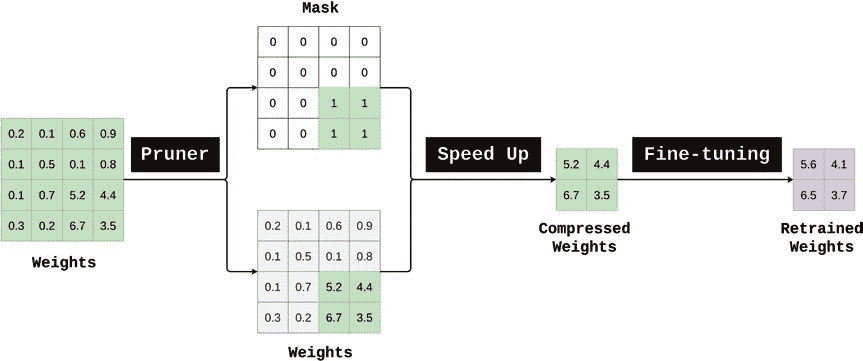 Mask
0 0 0 0
0 0 0 0
0 0 1 1
0 0 1 1
0.2 0.1 0.6 0.9
0.1 0.5 0.1 0.8
0.1 0.7 5.2 4.4
0.3 0.2 6.7 3.5
Weights
Pruner
0.2 0.1 0.6 0.9
0.1 0.5 0.1 0.8
0.1 0.7 5.2 4.4
0.3 0.2 6.7 3.5
Weights
Speed Up
5.2 4.4
6.7 3.5
Compressed
Weights
Fine-tuning
5.6 4.1
6.5 3.7
Retrained
Weights